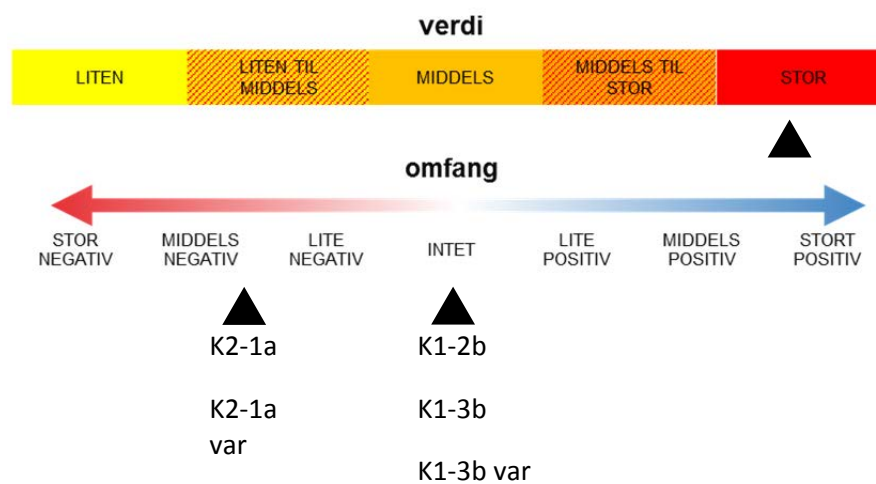 verdi
LITEN
LITEN TIL
MIDDELS
MIDDELS
MIDDELS TIL
STOR
STOR
omfang
STOR
NEGATIV
MIDDELS
NEGATIV
LITE
NEGATIV
INTET
LITE
POSITIV
MIDDELS
POSITIV
STORT
POSITIV
K2-1a
K2-1a
var
K1-2b
K1-3b
K1-3b var